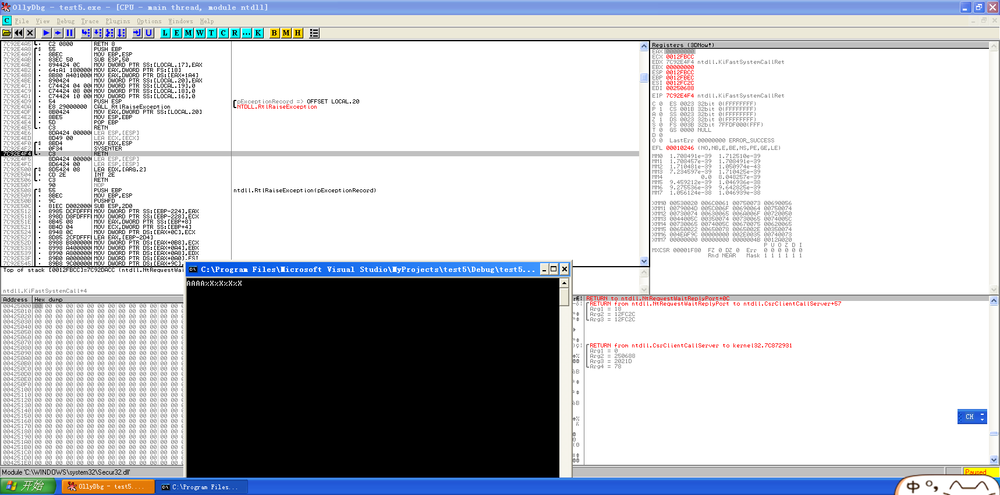 OllyDbg - test5.exe - [CPU - main thread, module ntdll]
C File View Debug Trace Plugins Options Windows Help
L E M W T C R ... K B M H
7C92E4A5 C2 0800 RETN 8
7C92E4A8 $ 55 PUSH EBP
7C92E4A9 8BEC MOV EBP,ESP
7C92E4AB 83EC 50 SUB ESP,50
7C92E4AE 894424 0C MOV DWORD PTR SS:[LOCAL.17],EAX
7C92E4B2 64:A1 1800000 MOV EAX,DWORD PTR FS:[18]
7C92E4B8 8B80 A4010000 MOV EAX,DWORD PTR DS:[EAX+1A4]
7C92E4BE 890424 MOV DWORD PTR SS:[LOCAL.20],EAX
7C92E4C1 C74424 04 000 MOV DWORD PTR SS:[LOCAL.19],0
7C92E4C9 C74424 08 000 MOV DWORD PTR SS:[LOCAL.18],0
7C92E4D1 C74424 10 000 MOV DWORD PTR SS:[LOCAL.16],0
7C92E4D9 54 PUSH ESP pExceptionRecord => OFFSET LOCAL.20
7C92E4DA E8 29000000 CALL RtlRaiseException NTDLL.RtlRaiseException
7C92E4DF 8B0424 MOV EAX,DWORD PTR SS:[LOCAL.20]
7C92E4E2 8BE5 MOV ESP,EBP
7C92E4E4 5D POP EBP
7C92E4E5 C3 RETN
7C92E4E6 8DA424 000000 LEA ESP,[ESP]
7C92E4ED 8D49 00 LEA ECX,[ECX]
7C92E4F0 $ 8BD4 MOV EDX,ESP
7C92E4F2 0F34 SYSENTER
7C92E4F4 C3 RETN
7C92E4F5 8DA424 000000 LEA ESP,[ESP]
7C92E4FC 8D6424 00 LEA ESP,[ESP]
7C92E500 $ 8D5424 08 LEA EDX,[ARG.2]
7C92E504 CD 2E INT 2E
7C92E506 C3 RETN
7C92E507 90 NOP
7C92E508 $ 55 PUSH EBP ntdll.RtlRaiseException(pExceptionRecord)
7C92E509 8BEC MOV EBP,ESP
7C92E50B 9C PUSHFD
7C92E50C 81EC D0020000 SUB ESP,2D0
7C92E512 8985 DCFDFFFF MOV DWORD PTR SS:[EBP-224],EAX
7C92E518 898D D8FDFFFF MOV DWORD PTR SS:[EBP-228],ECX
7C92E51E 8B45 08 MOV EAX,DWORD PTR SS:[EBP+8]
7C92E521 8B4D 04 MOV ECX,DWORD PTR SS:[EBP+4]
7C92E524 8948 0C MOV DWORD PTR DS:[EAX+0C],ECX
7C92E527 8D85 2CFDFFFF LEA EAX,[EBP-2D4]
7C92E52D 8988 B8000000 MOV DWORD PTR DS:[EAX+0B8],ECX
7C92E533 8998 A4000000 MOV DWORD PTR DS:[EAX+0A4],EBX
7C92E539 8990 A8000000 MOV DWORD PTR DS:[EAX+0A8],EDX
7C92E53F 89B0 A0000000 MOV DWORD PTR DS:[EAX+0A0],ESI
7C92E545 89B8 9C000000 MOV DWORD PTR DS:[EAX+9C],
Top of stack [0012FBCC]=7C92DACC (ntdll.NtRequestWai
ntdll.KiFastSystemCall+4
Registers (3DNow!)
EAX 00000000
ECX 0012FBCC
EDX 7C92E4F4 ntdll.KiFastSystemCallRet
EBX 00000000
ESP 0012FBCC
EBP 0012FBEC
ESI 0012FC2C
EDI 00250688
EIP 7C92E4F4 ntdll.KiFastSystemCallRet
C 0 ES 0023 32bit 0(FFFFFFFF)
P 1 CS 001B 32bit 0(FFFFFFFF)
A 0 SS 0023 32bit 0(FFFFFFFF)
Z 1 DS 0023 32bit 0(FFFFFFFF)
S 0 FS 003B 32bit 7FFDF000(FFF)
T 0 GS 0000 NULL
D 0
O 0 LastErr 00000000 ERROR_SUCCESS
EFL 00010246 (NO,NB,E,BE,NS,PE,GE,LE)
MM0 1.708491e-39 1.712510e-39
MM1 1.708457e-39 1.708491e-39
MM2 1.710481e-39 1.050974e-43
MM3 7.234597e-39 1.710425e-39
MM4 0.0 8.048257e-39
MM5 9.459212e-39 1.046936e-38
MM6 9.275536e-39 9.642825e-39
MM7 1.056124e-38 1.046939e-38
XMM0 00530020 006C0061 00750073 00690056
XMM1 0079004D 005C006F 00690064 00750074
XMM2 00730074 00630065 006A006F 00720050
XMM3 0044005C 00350074 00730065 0074005C
XMM4 00730065 0074005C 00670075 00620065
XMM5 00650022 00650078 0065002E 00350074
XMM6 004EAF9C 00000000 002E0035 00740073
XMM7 00000000 00000000 0000004B 0012A020
P U O Z D I
MXCSR 00001F80 FZ 0 DZ 0 Err 0 0 0 0 0 0
Rnd NEAR Mask 1 1 1 1 1 1
C:\Program Files\Microsoft Visual Studio\MyProjects\test5\Debug\test5...
AAAA%X%X%X%X
Address Hex dump
00425000 00 00 00 00 00 00 00 00 00 00 00 00 00 00
00425010 00 00 00 00 00 00 00 00 00 00 00 00 00 00
00425020 00 00 00 00 00 00 00 00 00 00 00 00 00 00
00425030 00 00 00 00 00 00 00 00 00 00 00 00 00 00
00425040 00 00 00 00 00 00 00 00 00 00 00 00 00 00
00425050 00 00 00 00 00 00 00 00 00 00 00 00 00 00
00425060 00 00 00 00 00 00 00 00 00 00 00 00 00 00
00425070 00 00 00 00 00 00 00 00 00 00 00 00 00 00
00425080 00 00 00 00 00 00 00 00 00 00 00 00 00 00
00425090 00 00 00 00 00 00 00 00 00 00 00 00 00 00
004250A0 00 00 00 00 00 00 00 00 00 00 00 00 00 00
004250B0 00 00 00 00 00 00 00 00 00 00 00 00 00 00
004250C0 00 00 00 00 00 00 00 00 00 00 00 00 00 00
004250D0 00 00 00 00 00 00 00 00 00 00 00 00 00 00
004250E0 00 00 00 00 00 00 00 00 00 00 00 00 00 00
004250F0 00 00 00 00 00 00 00 00 00 00 00 00 00 00
00425100 00 00 00 00 00 00 00 00 00 00 00 00 00 00
00425110 00 00 00 00 00 00 00 00 00 00 00 00 00 00
00425120 00 00 00 00 00 00 00 00 00 00 00 00 00 00
00425130 00 00 00 00 00 00 00 00 00 00 00 00 00 00
00425140 00 00 00 00 00 00 00 00 00 00 00 00 00 00
00425150 00 00 00 00 00 00 00 00 00 00 00 00 00 00
00425160 00 00 00 00 00 00 00 00 00 00 00 00 00 00
00425170 00 00 00 00 00 00 00 00 00 00 00 00 00 00
00425180 00 00 00 00 00 00 00 00 00 00 00 00 00 00
00425190 00 00 00 00 00 00 00 00 00 00 00 00 00 00
004251A0 00 00 00 00 00 00 00 00 00 00 00 00 00 00
004251B0 00 00 00 00 00 00 00 00 00 00 00 00 00 00
004251C0 00 00 00 00 00 00 00 00 00 00 00 00 00 00
004251D0 00 00 00 00 00 00 00 00 00 00 00 00 00 00
004251E0 00 00 00 00 00 00 00 00 00 00 00 00 00 00
RETURN to ntdll.NtRequestWaitReplyPort+0C
RETURN from ntdll.NtRequestWaitReplyPort to ntdll.CsrClientCallServer+57
Arg1 = 18
Arg2 = 12FC2C
Arg3 = 12FC2C
RETURN from ntdll.CsrClientCallServer to kernel32.7C872931
Arg1 = 0
Arg2 = 250688
Arg3 = 2021D
Arg4 = 78
CH
Module 'C:\WINDOWS\system32\Secur32.dll'
Paused
开始 OllyDbg - test5.... C:\Program Files...
中 °,